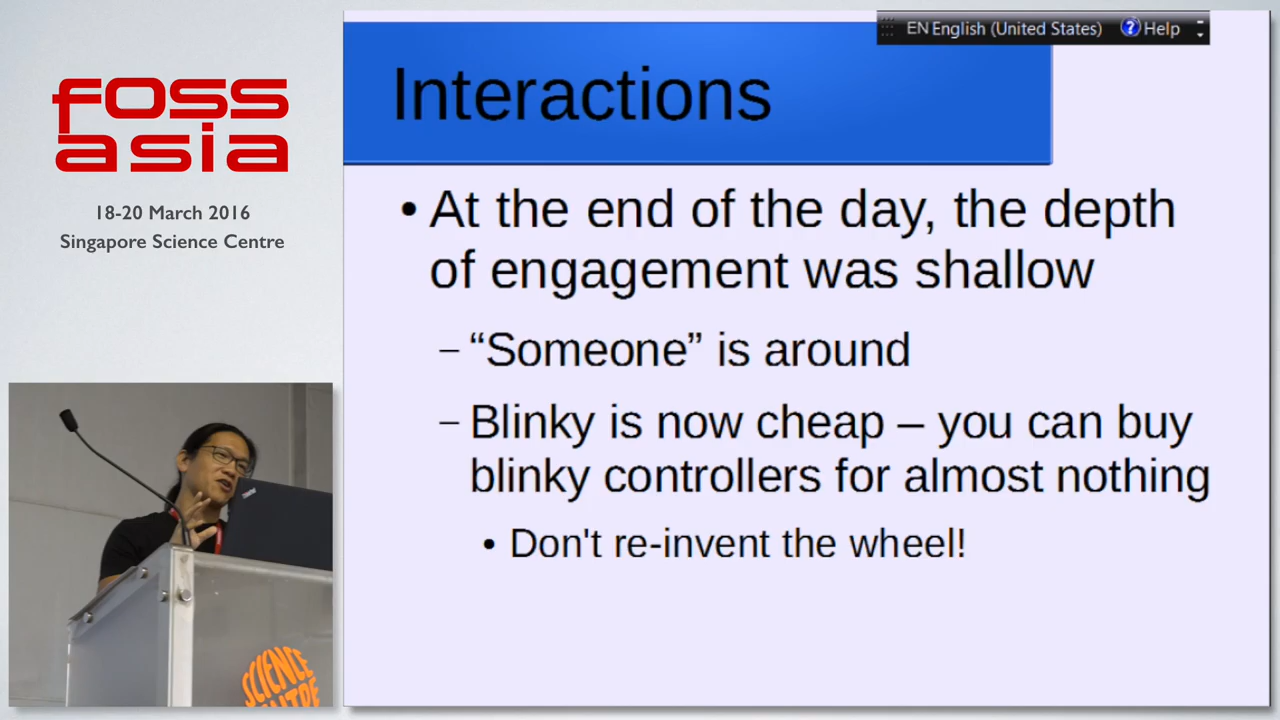 foss
asia
18-20 March 2016
Singapore Science Centre
EN English (United States)
? Help
Interactions
• At the end of the day, the depth
of engagement was shallow
– “Someone” is around
– Blinky is now cheap – you can buy
blinky controllers for almost nothing
• Don't re-invent the wheel!
SCIENCE
CENTRE